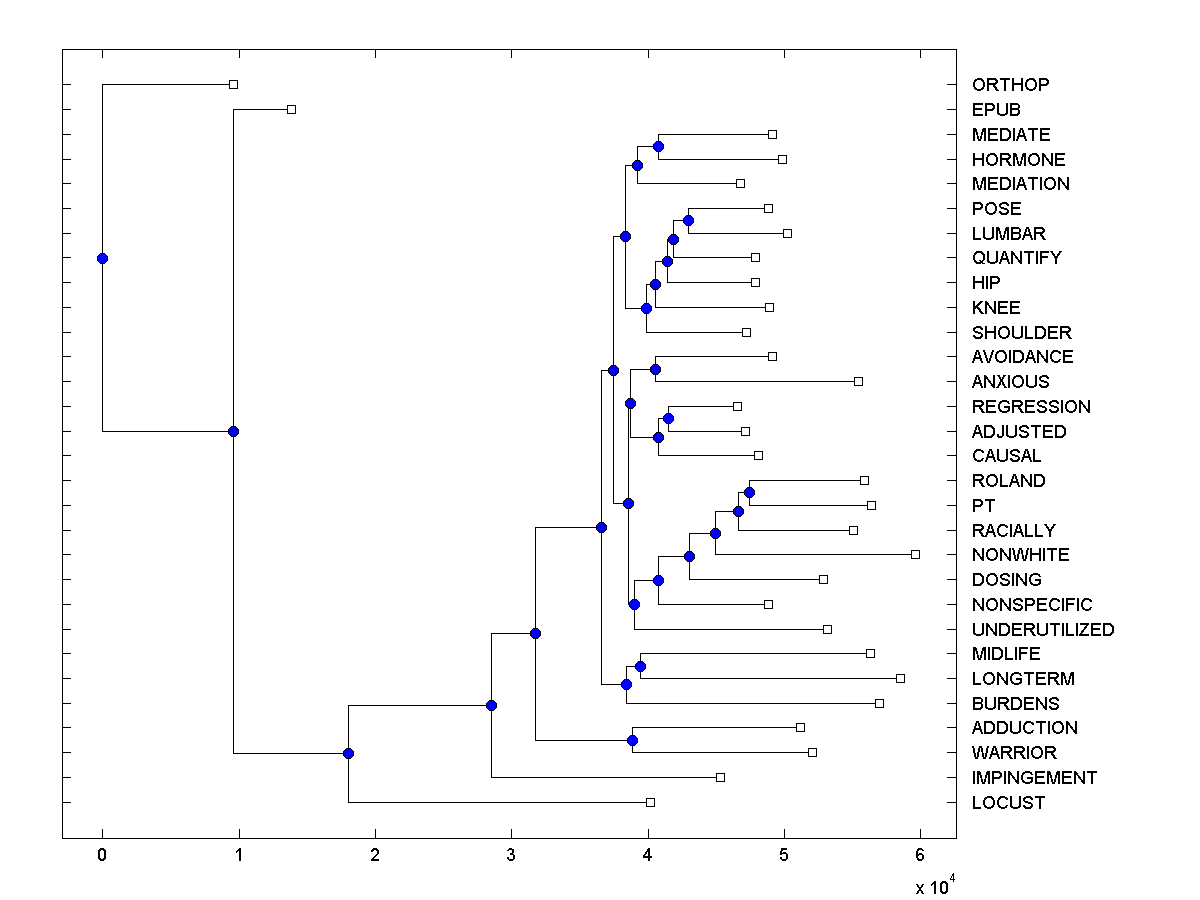 ORTHOP
EPUB
MEDIATE
HORMONE
MEDIATION
POSE
LUMBAR
QUANTIFY
HIP
KNEE
SHOULDER
AVOIDANCE
ANXIOUS
REGRESSION
ADJUSTED
CAUSAL
ROLAND
PT
RACIALLY
NONWHITE
DOSING
NONSPECIFIC
UNDERUTILIZED
MIDLIFE
LONGTERM
BURDENS
ADDUCTION
WARRIOR
IMPINGEMENT
LOCUST
0 1 2 3 4 5 6
x 10^4